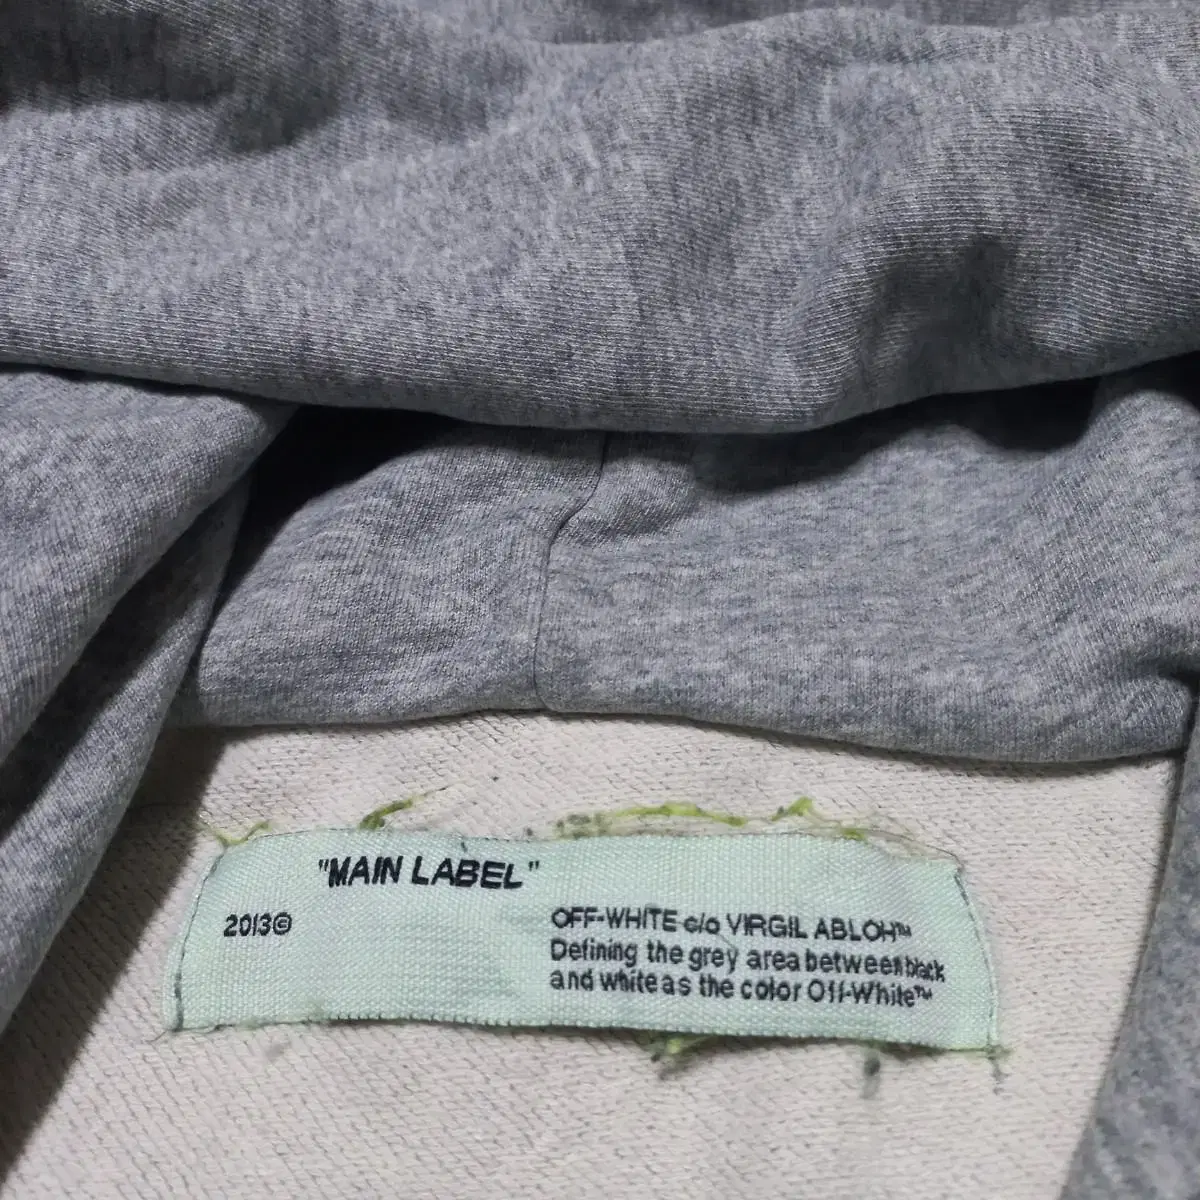 "MAIN LABEL"
2013©
OFF-WHITE c/o VIRGIL ABLOH™
Defining the grey area between black
and white as the color Off-White™